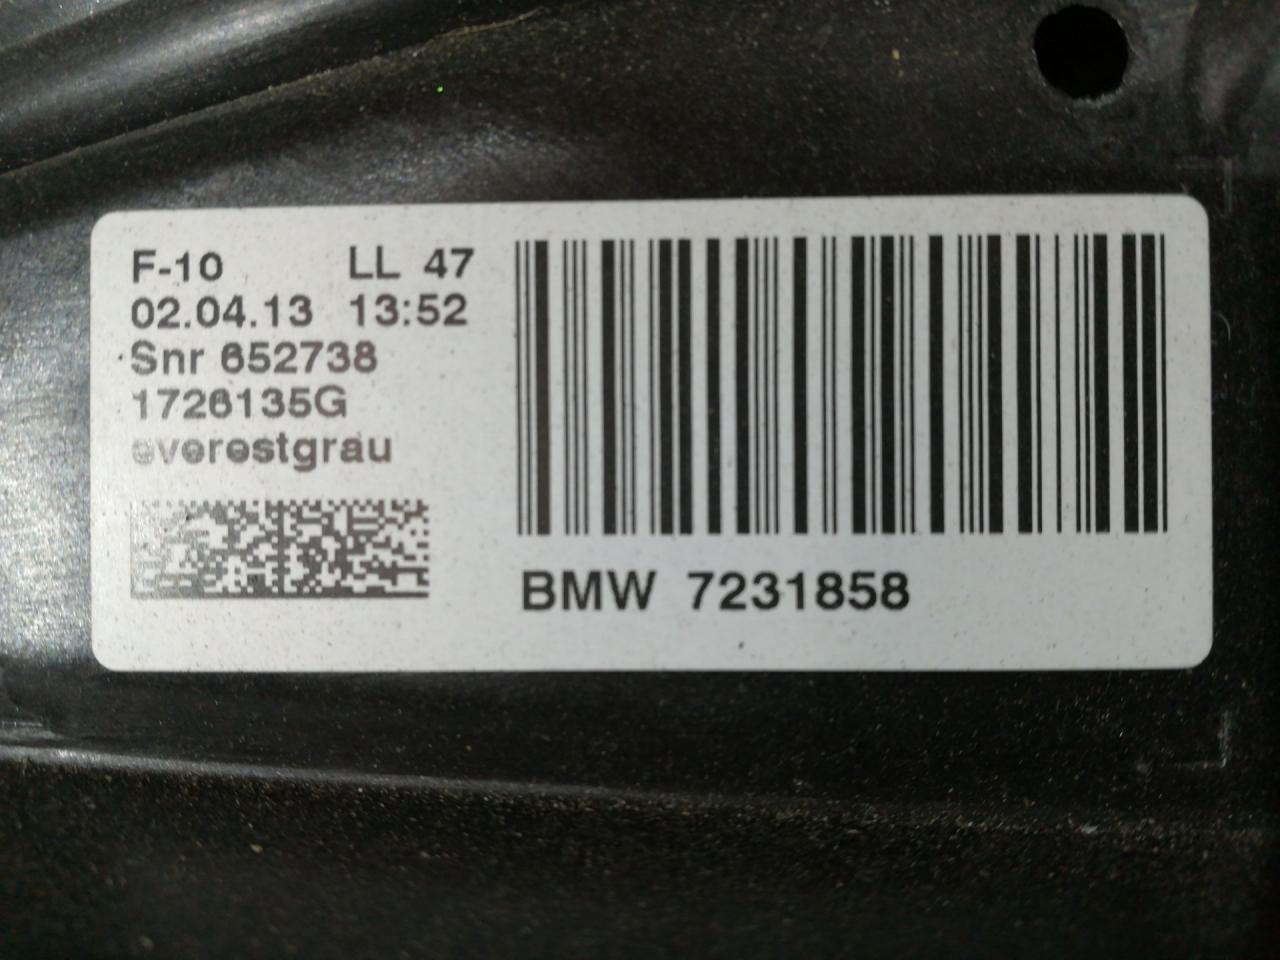 F-10 LL 47
02.04.13 13:52
Snr 652738
1726135G
everestgrau
BMW 7231858